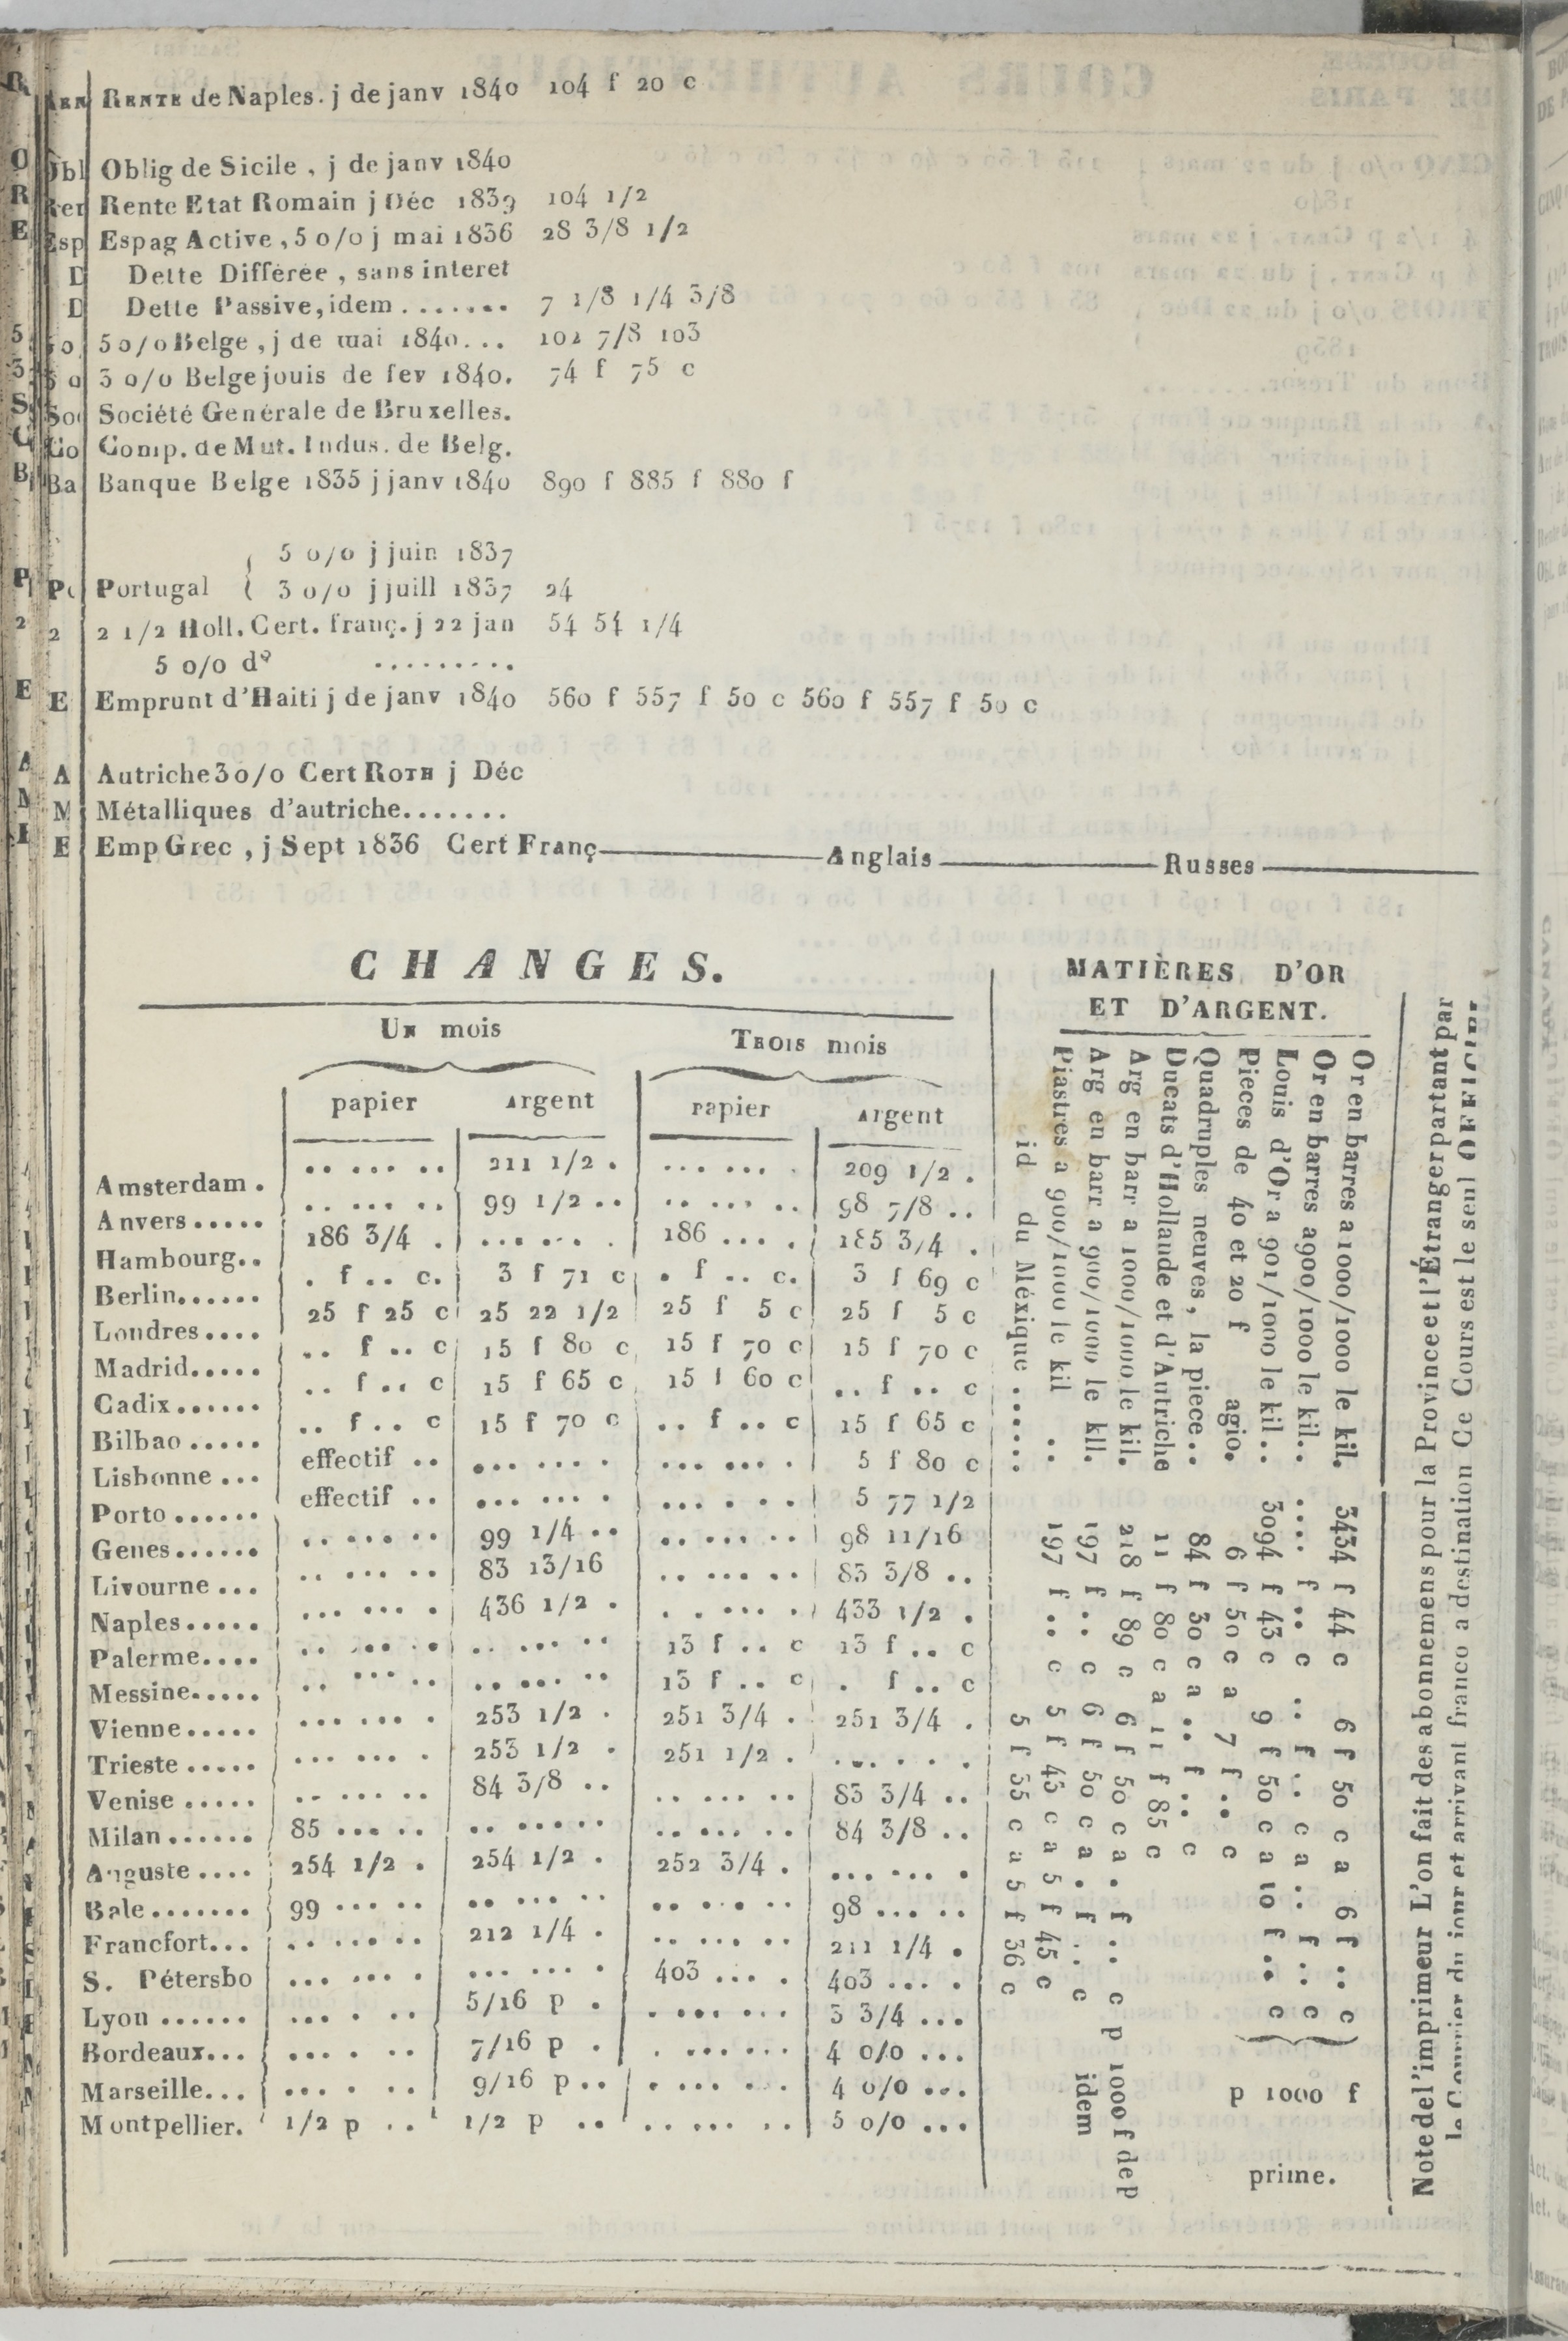 RENTE de Naples. j de janv 1840 104 f 20 c
Oblig de Sicile , j de janv 1840
Rente Etat Romain j Déc 1839 104 1/2
Espag Active , 5 o/o j mai 1836 28 3/8 1/2
Dette Différée , sans interet
Dette Passive, idem ....... 7 1/8 1/4 3/8
5 o/o Belge , j de mai 1840... 102 7/8 103
3 o/o Belge jouis de fev 1840. 74 f 75 c
Société Genérale de Bruxelles.
Comp. de Mut. Indus. de Belg.
Banque Belge 1835 j janv 1840 890 f 885 f 880 f
5 o/o j juin 1837
Portugal { 3 o/o j juill 1837 24
2 1/2 Holl. Cert. franç. j 22 jan 54 54 1/4
5 o/o do .........
Emprunt d'Haiti j de janv 1840 560 f 557 f 50 c 560 f 557 f 50 c
Autriche 3 o/o Cert ROTH j Déc
Métalliques d'autriche.......
Emp Grec , j Sept 1836 Cert Franç—Anglais—Russes—
CHANGES.
UN mois TROIS mois
papier Argent papier Argent
Amsterdam . .. ... .. 211 1/2 . ... ... . 209 1/2 .
Anvers ..... .. ... .. 99 1/2 .. .. ... .. 98 7/8 ..
Hambourg.. 186 3/4 . ... ... . 186 ... . 185 3/4 .
Berlin...... . f .. c. 3 f 71 c . f .. c. 3 f 69 c
Londres .... 25 f 25 c 25 22 1/2 25 f 5 c 25 f 5 c
Madrid..... .. f .. c 15 f 80 c 15 f 70 c 15 f 70 c
Cadix...... .. f .. c 15 f 65 c 15 f 60 c .. f .. c
Bilbao ..... .. f .. c 15 f 70 c .. f .. c 15 f 65 c
Lisbonne ... effectif .. ... ... . ... ... . 5 f 80 c
Porto ...... effectif .. ... ... . ... . . . 5 77 1/2
Genes...... .. ... .. 99 1/4 .. .. ... .. 98 11/16
Livourne ... .. ... .. 83 13/16 .. ... .. 83 3/8 ..
Naples..... ... ... . 436 1/2 . . . ... . 433 1/2 .
Palerme.... .. ... .. .. ... .. 13 f .. c 13 f .. c
Messine..... .. ... .. .. ... .. 13 f .. c . f .. c
Vienne ..... ... ... . 253 1/2 . 251 3/4 . 251 3/4 .
Trieste ..... ... ... . 253 1/2 . 251 1/2 . ... . . .
Venise ..... .. ... .. 84 3/8 .. .. ... .. 83 3/4 ..
Milan...... 85 ... .. .. ... .. .. ... .. 84 3/8 ..
Auguste .... 254 1/2 . 254 1/2 . 252 3/4 . ... ... .
Bale....... 99 ... .. .. ... .. .. ... .. 98 ... ..
Francfort... .. ... .. 212 1/4 . .. ... .. 211 1/4 .
S. Pétersbo ... ... . ... ... . 403 ... . 403 ... .
Lyon ...... ... . .. 5/16 p . . ... ... 3 3/4 ...
Bordeaux... ... . .. 7/16 p . . ... ... 4 o/o ...
Marseille... ... . .. 9/16 p .. . ... ... 4 o/o ...
Montpellier. 1/2 p .. 1/2 p .. .. ... .. 5 o/o ...
MATIÈRES D'OR
ET D'ARGENT.
Or en barres a 1000/1000 le kil. 3434 f 44 c 6 f 50 c a 6 f .. c
Or en barres a 900/1000 le kil.. .... f .. c .. f .. c a .. f .. c
Louis d'Or a 901/1000 le kil .. 3094 f 43 c 9 f 50 c a 10 f .. c
p 1000 f
prime.
Pieces de 40 et 20 f agio. 6 f 50 c a 7 f .. c
Quadruples neuves , la piece .. 84 f 30 c a .. f .. c
Ducats d'Hollande et d'Autriche 11 f 80 c a 11 f 85 c
Arg en barr a 1000/1000 le kil. 218 f 89 c 6 f 50 c a . f .. c p 1000 f de p
Arg en barr a 900/1000 le kil. 197 f .. c 6 f 50 c a . f .. c idem
Piastres a 900/1000 le kil .. 197 f .. c 5 f 43 c a 5 f 45 c
id du Méxique ...... 5 f 35 c a 5 f 36 c
Note de l'imprimeur L'on fait des abonnemens pour la Province et l'Étranger partant par
le Courrier du jour et arrivant franco a destination Ce Cours est le seul OFFICIEL